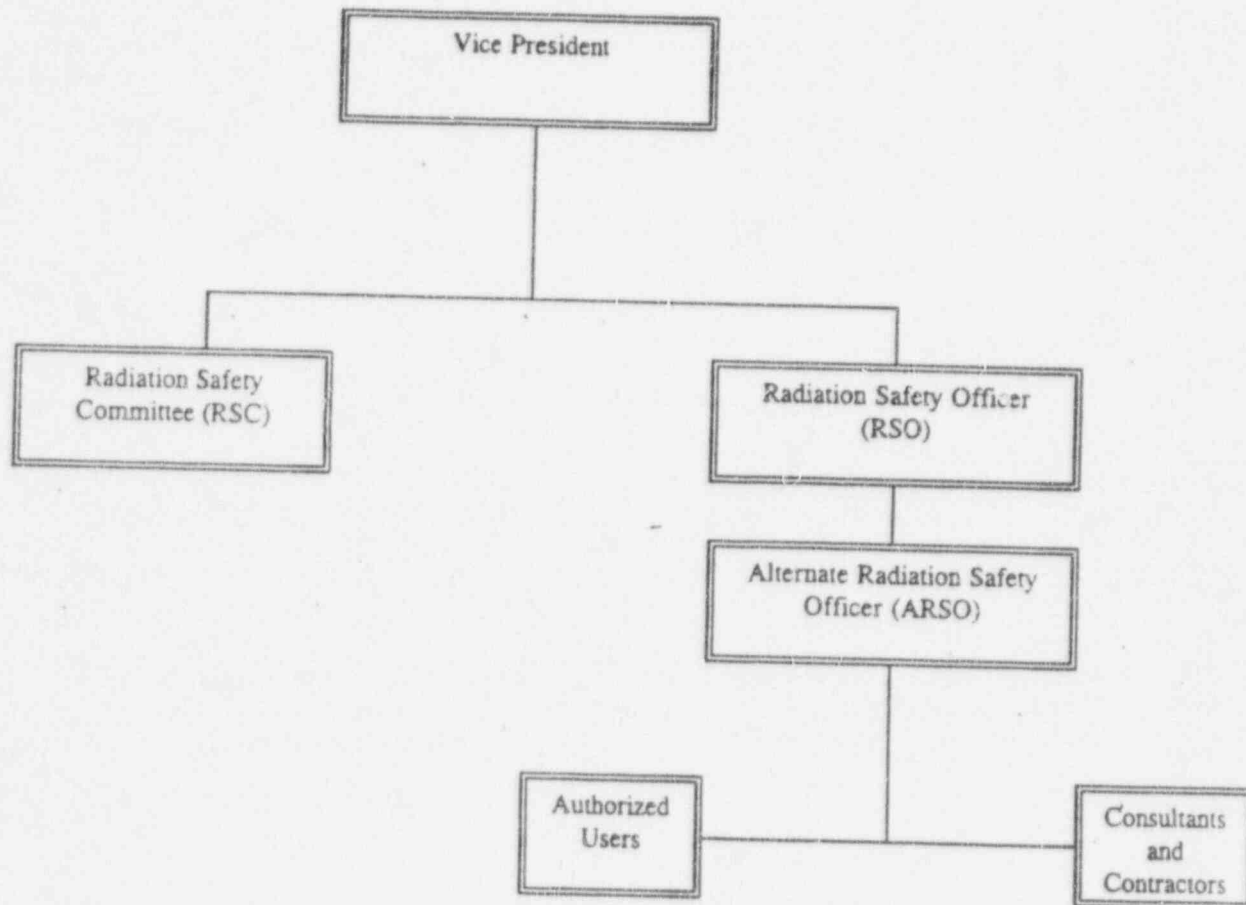 Vice President
Radiation Safety
Committee (RSC)
Radiation Safety Officer
(RSO)
Alternate Radiation Safety
Officer (ARSO)
Authorized
Users
Consultants
and
Contractors